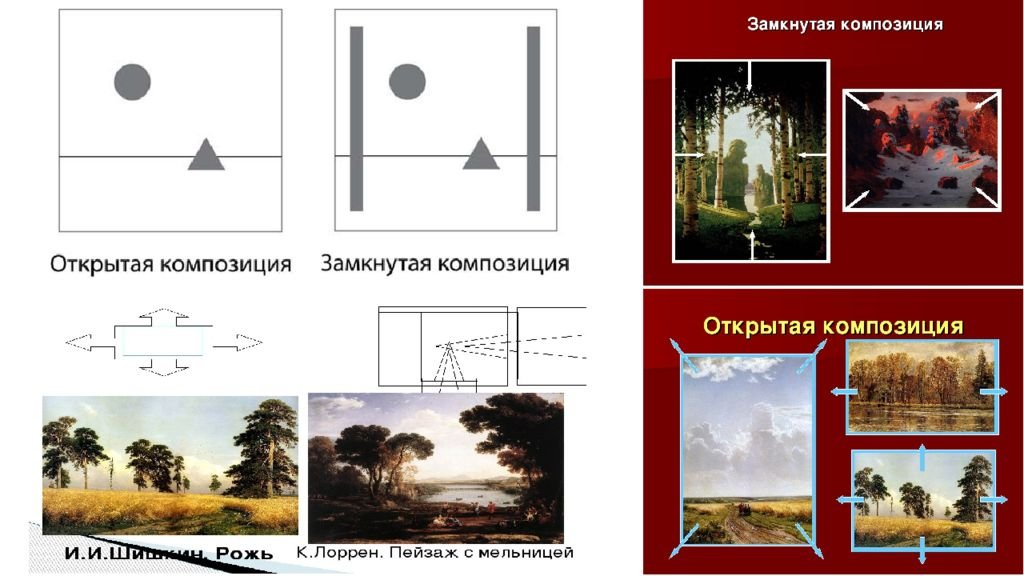 Открытая композиция
Замкнутая композиция
И.И.Шишкин. Рожь
К.Лоррен. Пейзаж с мельницей
Замкнутая композиция
Открытая композиция